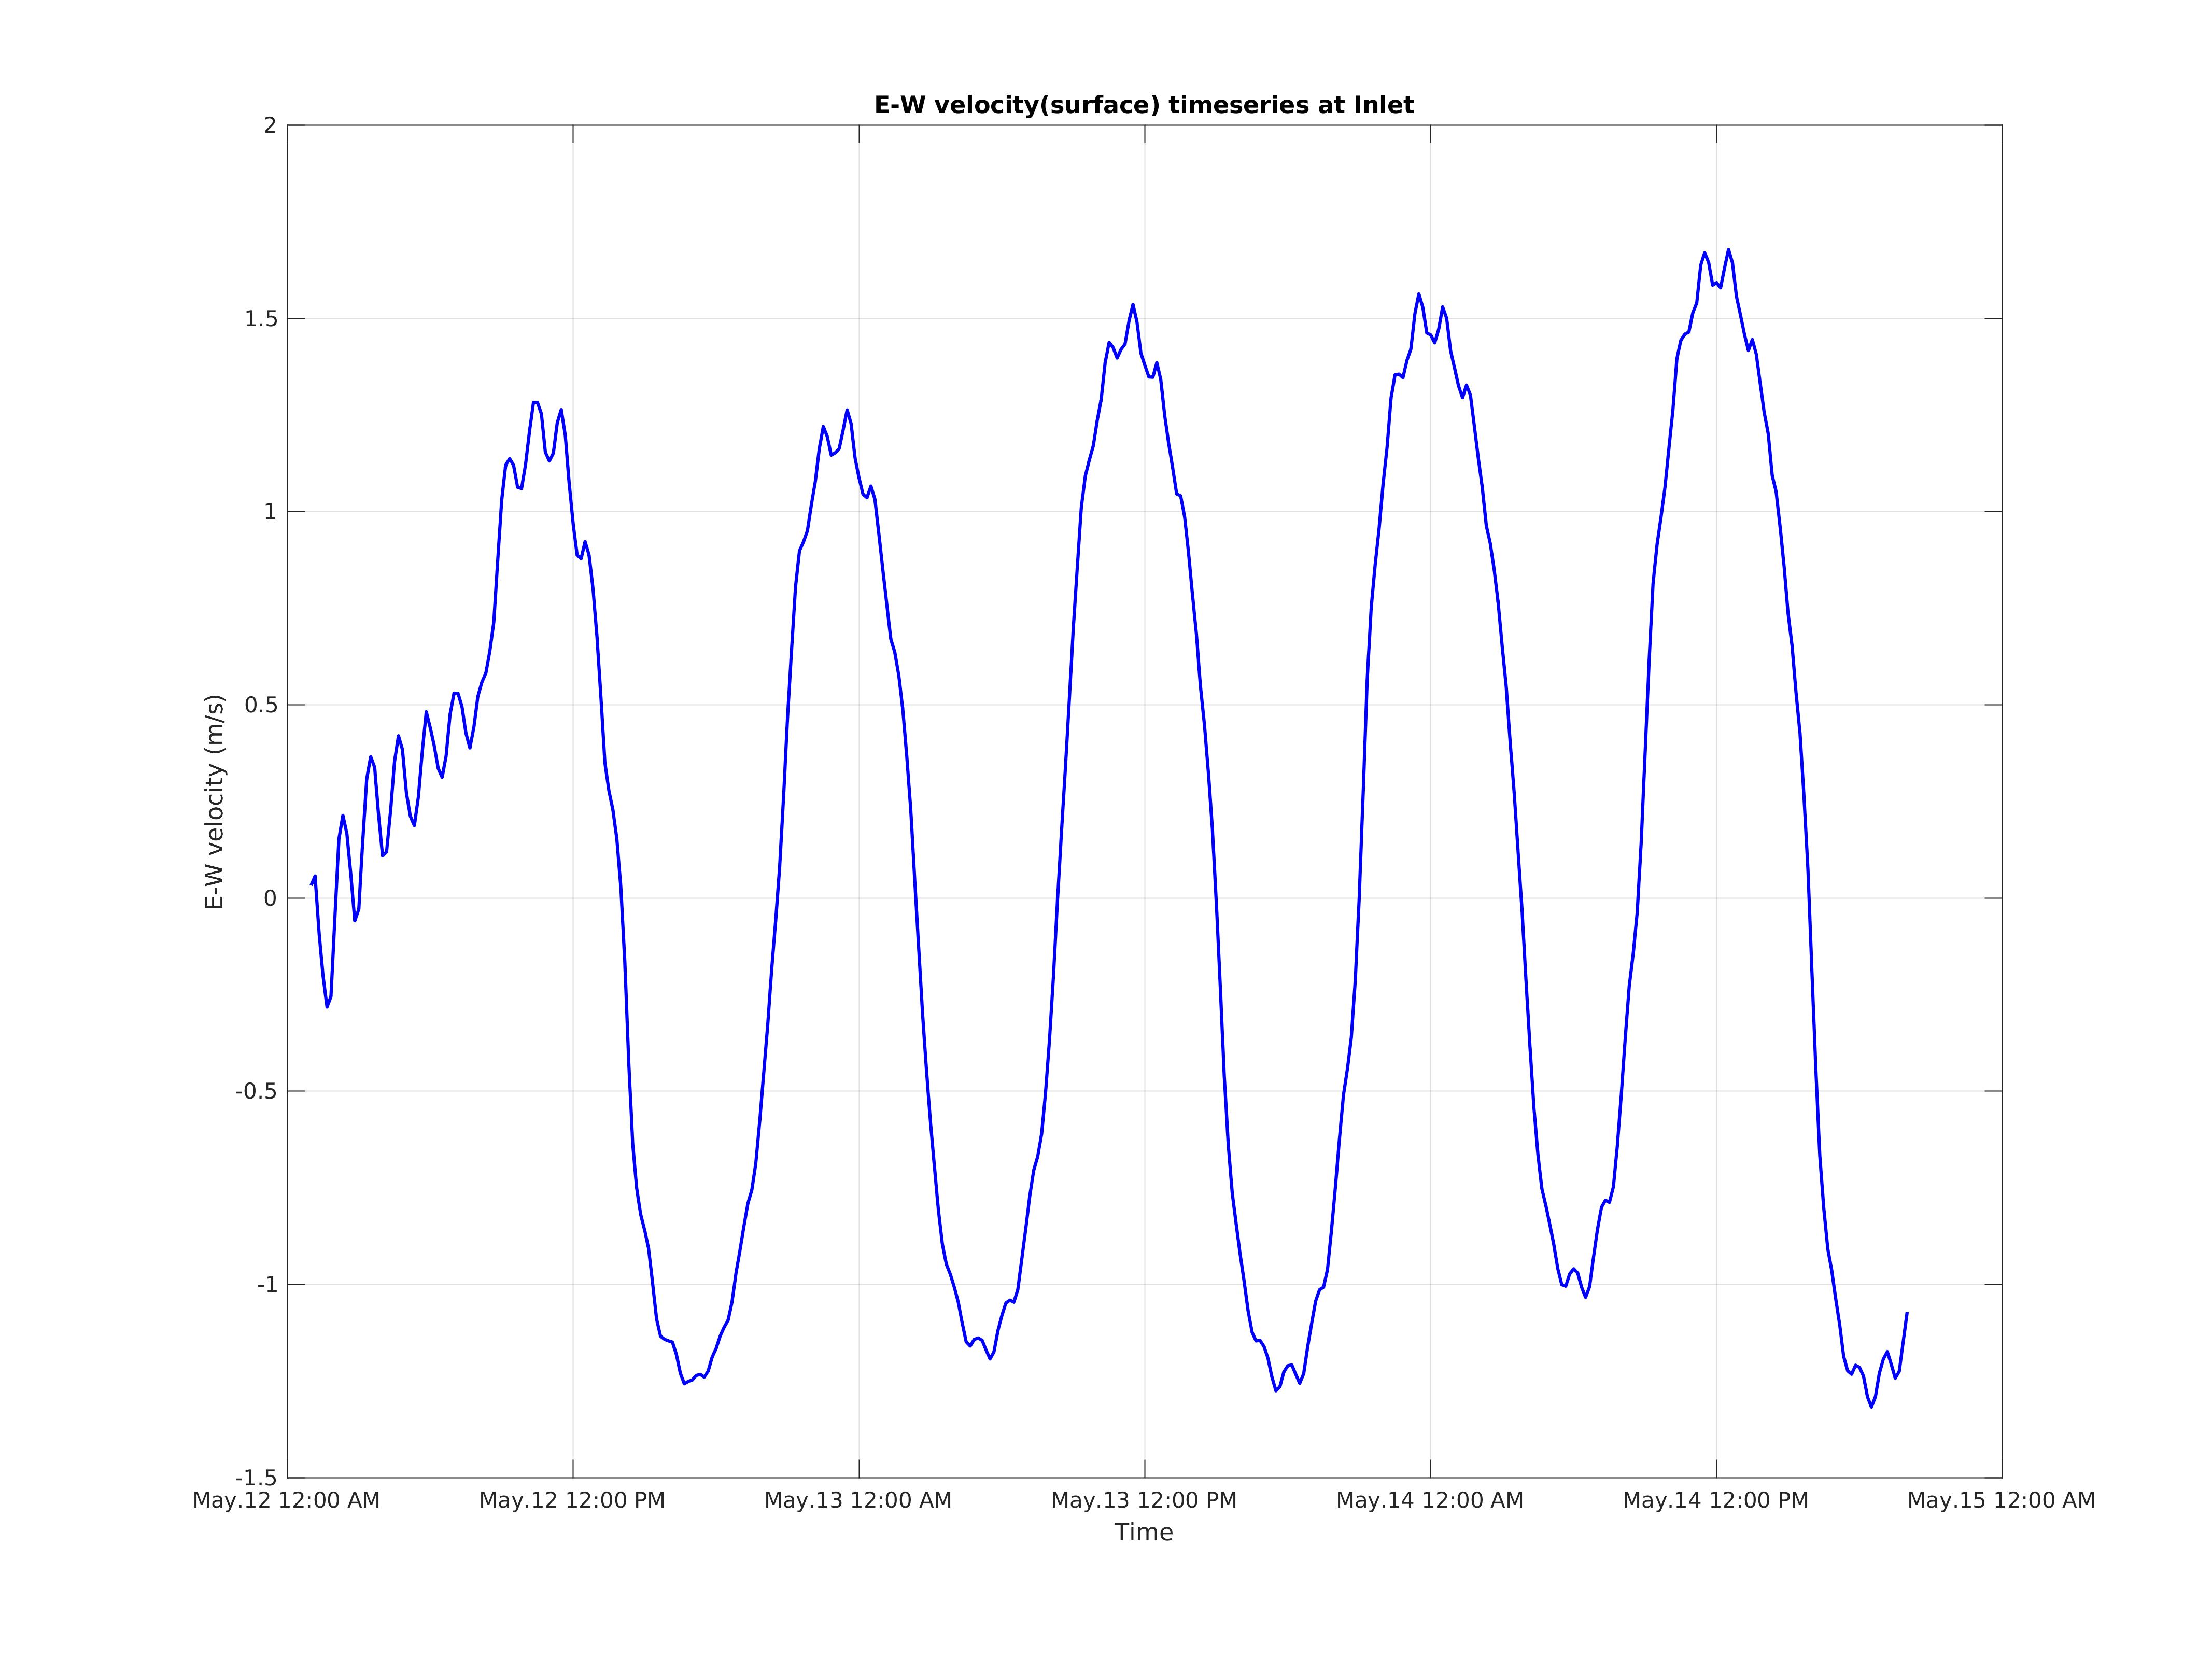 E-W velocity(surface) timeseries at Inlet
2
1.5
1
0.5
0
-0.5
-1
-1.5
E-W velocity (m/s)
May.12 12:00 AM May.12 12:00 PM May.13 12:00 AM May.13 12:00 PM May.14 12:00 AM May.14 12:00 PM May.15 12:00 AM
Time